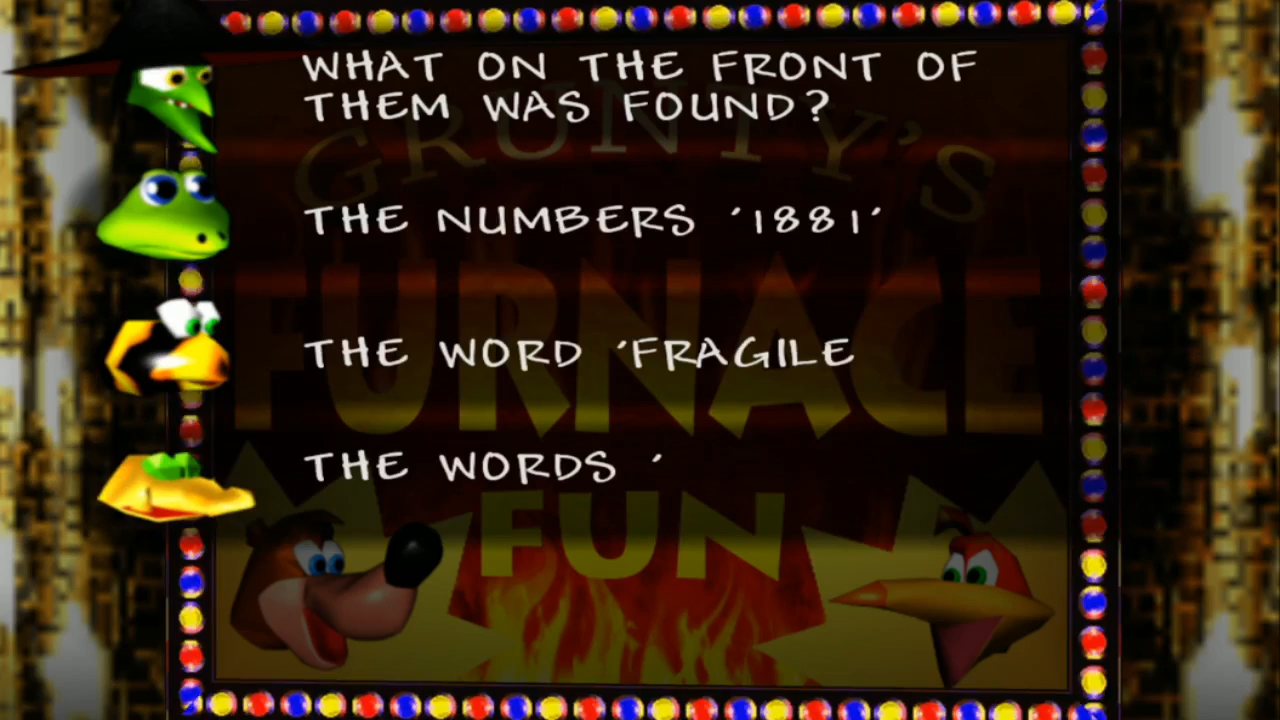 WHAT ON THE FRONT OF
THEM WAS FOUND?
GRUNTY'S
THE NUMBERS '1881'
FURNACE
THE WORD 'FRAGILE
THE WORDS '
FUN